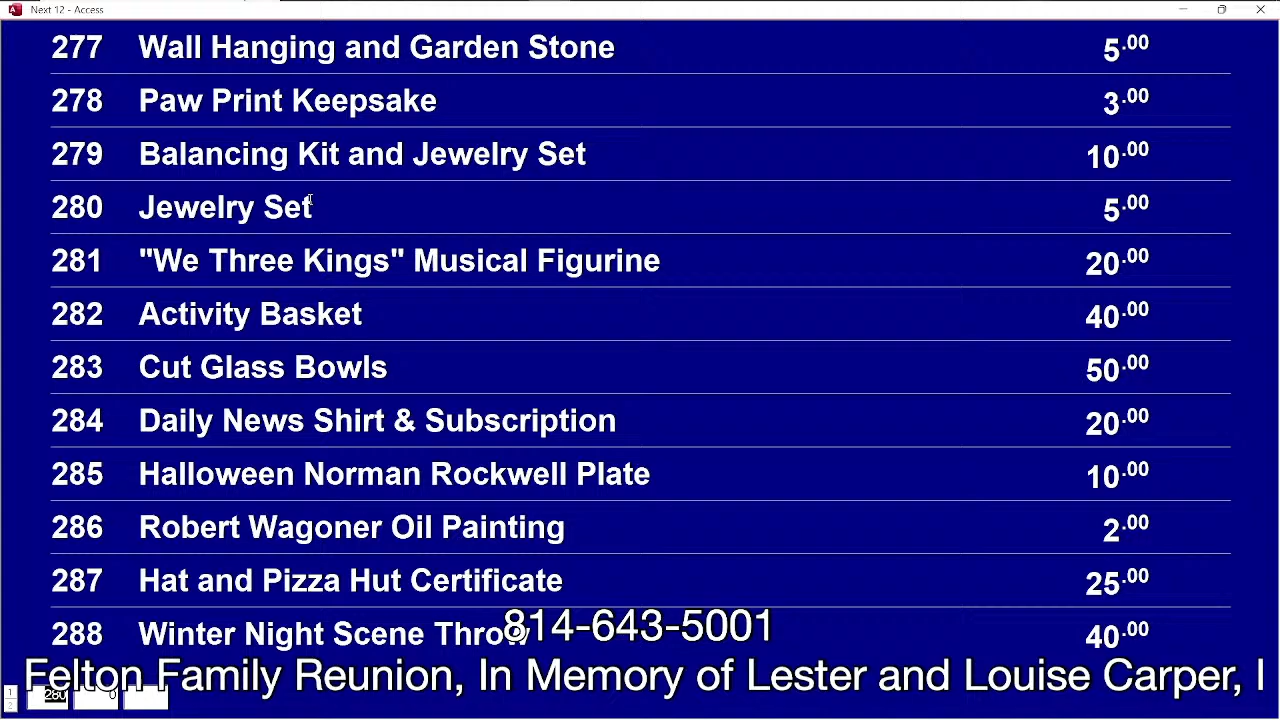 Next 12 - Access
277 Wall Hanging and Garden Stone 5.00
278 Paw Print Keepsake 3.00
279 Balancing Kit and Jewelry Set 10.00
280 Jewelry Set 5.00
281 "We Three Kings" Musical Figurine 20.00
282 Activity Basket 40.00
283 Cut Glass Bowls 50.00
284 Daily News Shirt & Subscription 20.00
285 Halloween Norman Rockwell Plate 10.00
286 Robert Wagoner Oil Painting 2.00
287 Hat and Pizza Hut Certificate 25.00
288 Winter Night Scene Throw 40.00
814-643-5001
Felton Family Reunion, In Memory of Lester and Louise Carper, I
1 280
2